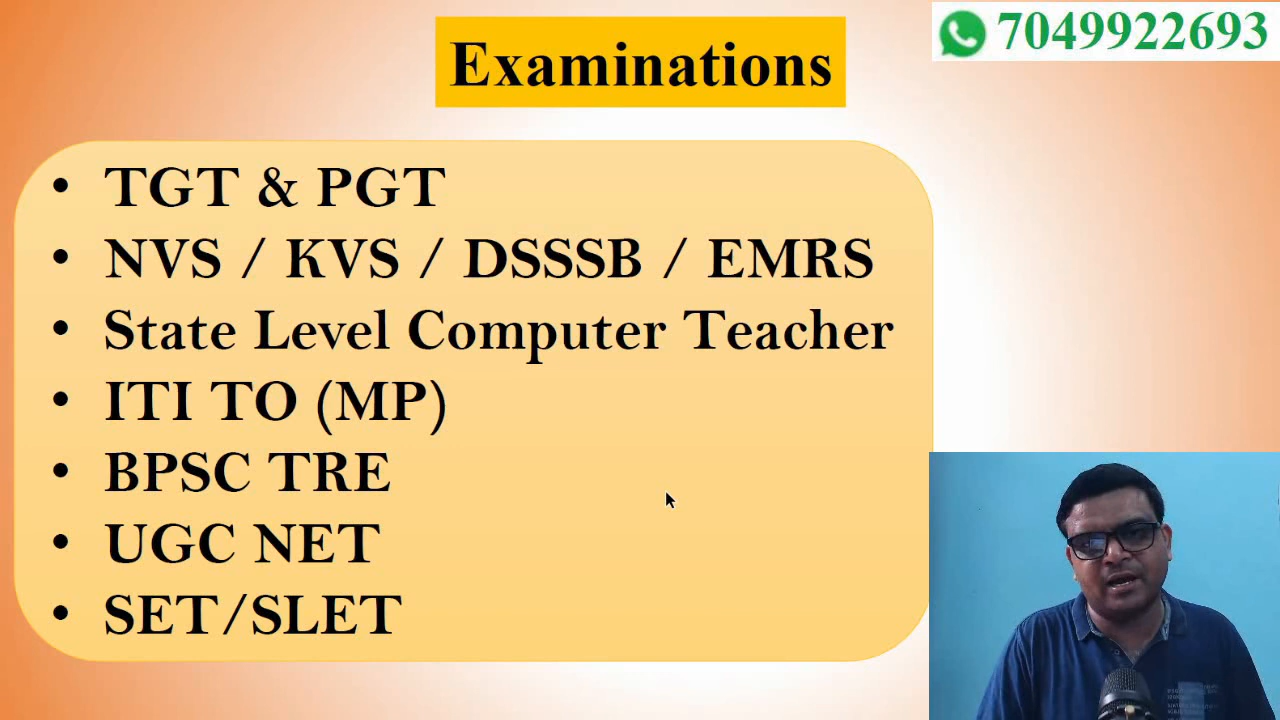 Examinations
7049922693
• TGT & PGT
• NVS / KVS / DSSSB / EMRS
• State Level Computer Teacher
• ITI TO (MP)
• BPSC TRE
• UGC NET
• SET/SLET